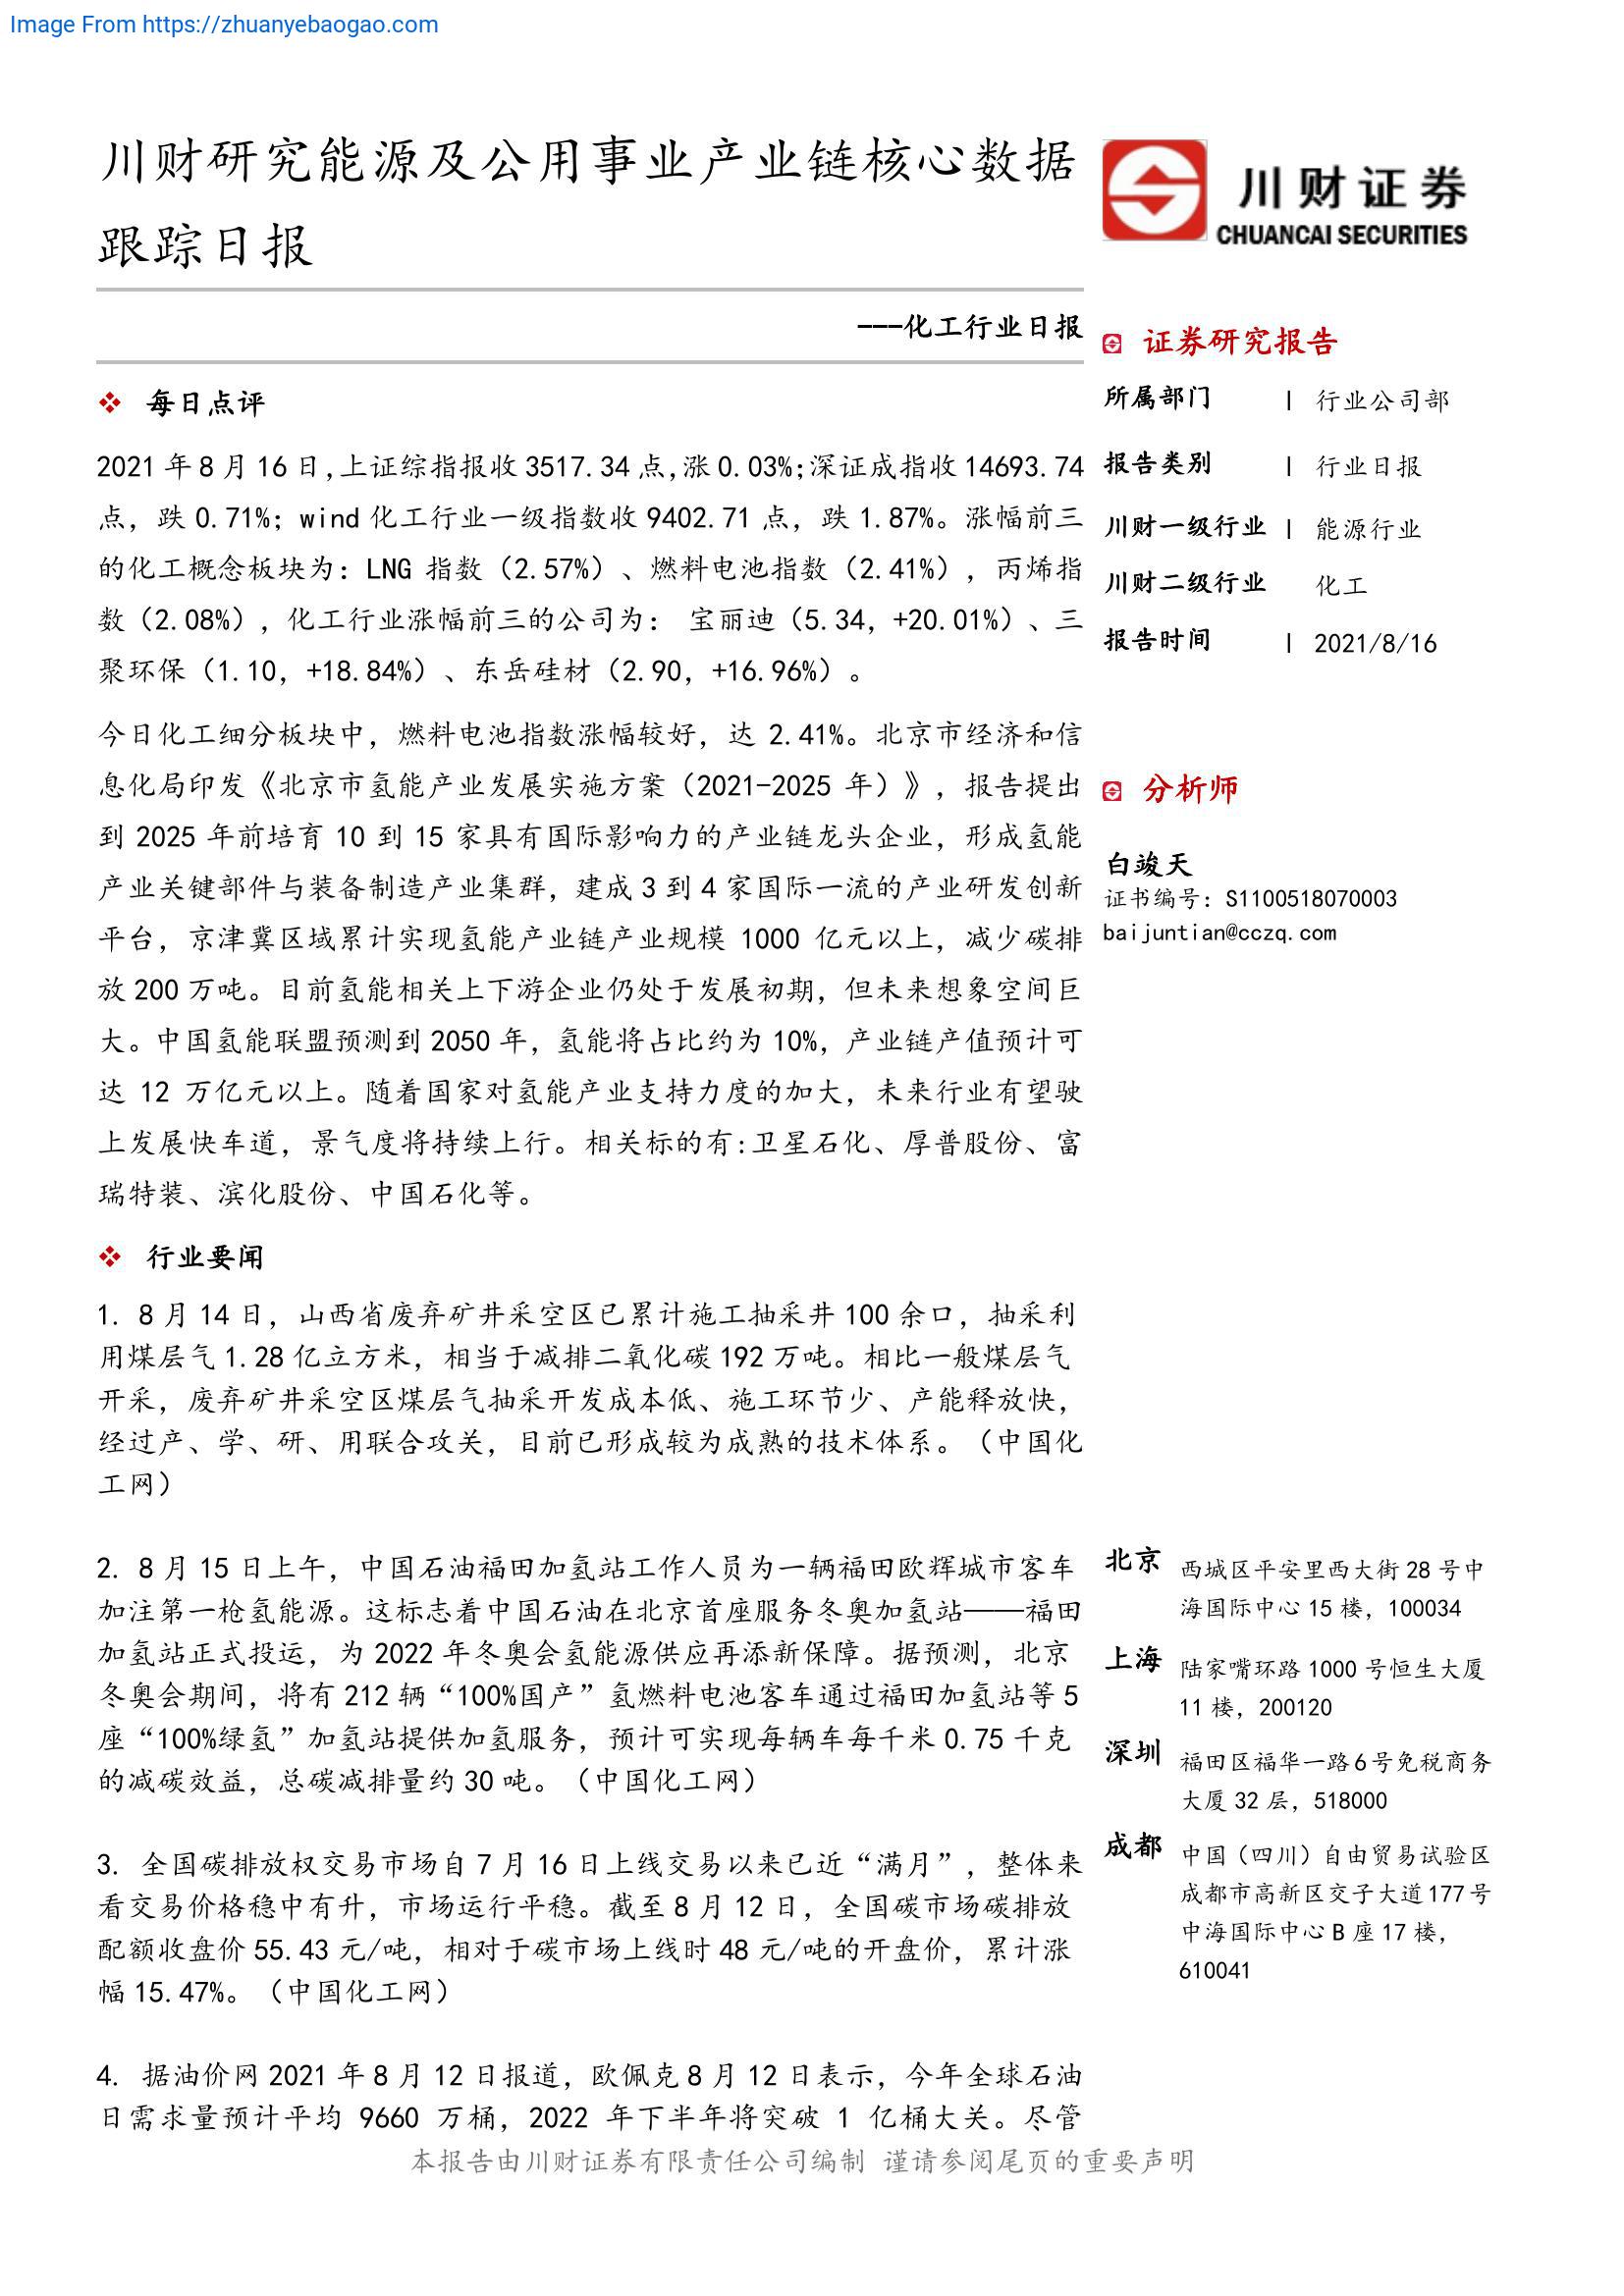 Image From https://zhuanyebaogao.com
川财研究能源及公用事业产业链核心数据
跟踪日报
---化工行业日报
❖ 每日点评
2021 年 8 月 16 日,上证综指报收 3517.34 点,涨 0.03%;深证成指收 14693.74
点，跌 0.71%；wind 化工行业一级指数收 9402.71 点，跌 1.87%。涨幅前三
的化工概念板块为：LNG 指数（2.57%）、燃料电池指数（2.41%），丙烯指
数（2.08%），化工行业涨幅前三的公司为： 宝丽迪（5.34，+20.01%）、三
聚环保（1.10，+18.84%）、东岳硅材（2.90，+16.96%）。
今日化工细分板块中，燃料电池指数涨幅较好，达 2.41%。北京市经济和信
息化局印发《北京市氢能产业发展实施方案（2021-2025 年）》，报告提出
到 2025 年前培育 10 到 15 家具有国际影响力的产业链龙头企业，形成氢能
产业关键部件与装备制造产业集群，建成 3 到 4 家国际一流的产业研发创新
平台，京津冀区域累计实现氢能产业链产业规模 1000 亿元以上，减少碳排
放 200 万吨。目前氢能相关上下游企业仍处于发展初期，但未来想象空间巨
大。中国氢能联盟预测到 2050 年，氢能将占比约为 10%，产业链产值预计可
达 12 万亿元以上。随着国家对氢能产业支持力度的加大，未来行业有望驶
上发展快车道，景气度将持续上行。相关标的有:卫星石化、厚普股份、富
瑞特装、滨化股份、中国石化等。
❖ 行业要闻
1. 8 月 14 日，山西省废弃矿井采空区已累计施工抽采井 100 余口，抽采利
用煤层气 1.28 亿立方米，相当于减排二氧化碳 192 万吨。相比一般煤层气
开采，废弃矿井采空区煤层气抽采开发成本低、施工环节少、产能释放快，
经过产、学、研、用联合攻关，目前已形成较为成熟的技术体系。（中国化
工网）
2. 8 月 15 日上午，中国石油福田加氢站工作人员为一辆福田欧辉城市客车
加注第一枪氢能源。这标志着中国石油在北京首座服务冬奥加氢站——福田
加氢站正式投运，为 2022 年冬奥会氢能源供应再添新保障。据预测，北京
冬奥会期间，将有 212 辆“100%国产”氢燃料电池客车通过福田加氢站等 5
座“100%绿氢”加氢站提供加氢服务，预计可实现每辆车每千米 0.75 千克
的减碳效益，总碳减排量约 30 吨。（中国化工网）
3. 全国碳排放权交易市场自 7 月 16 日上线交易以来已近“满月”，整体来
看交易价格稳中有升，市场运行平稳。截至 8 月 12 日，全国碳市场碳排放
配额收盘价 55.43 元/吨，相对于碳市场上线时 48 元/吨的开盘价，累计涨
幅 15.47%。（中国化工网）
4. 据油价网 2021 年 8 月 12 日报道，欧佩克 8 月 12 日表示，今年全球石油
日需求量预计平均 9660 万桶，2022 年下半年将突破 1 亿桶大关。尽管
川财证券
CHUANCAI SECURITIES
证券研究报告
所属部门 | 行业公司部
报告类别 | 行业日报
川财一级行业 | 能源行业
川财二级行业 化工
报告时间 | 2021/8/16
分析师
白竣天
证书编号：S1100518070003
baijuntian@cczq.com
北京 西城区平安里西大街 28 号中
海国际中心 15 楼，100034
上海 陆家嘴环路 1000 号恒生大厦
11 楼，200120
深圳 福田区福华一路 6 号免税商务
大厦 32 层，518000
成都 中国（四川）自由贸易试验区
成都市高新区交子大道 177 号
中海国际中心 B 座 17 楼，
610041
本报告由川财证券有限责任公司编制 谨请参阅尾页的重要声明